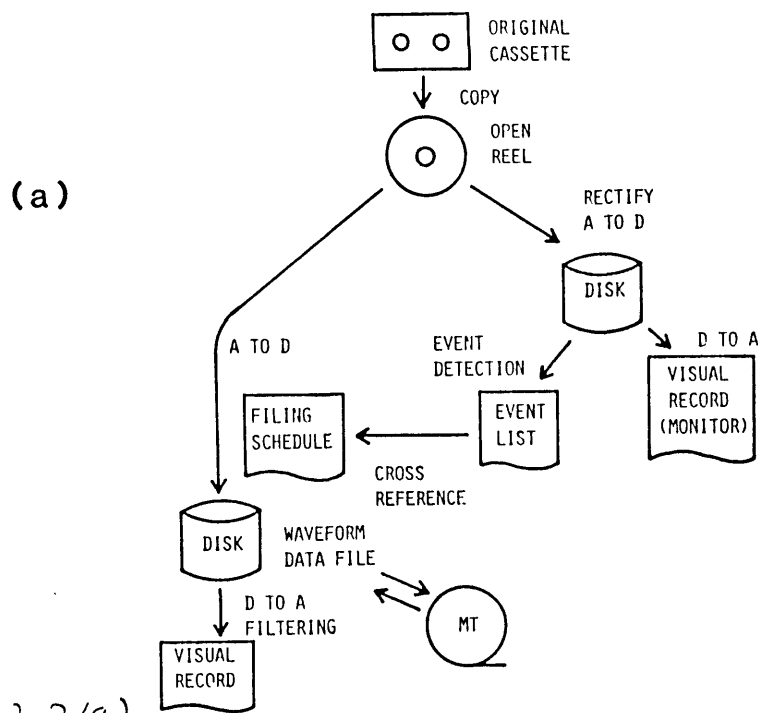 ORIGINAL
CASSETTE
COPY
OPEN
REEL
(a)
RECTIFY
A TO D
DISK
A TO D
EVENT
DETECTION
D TO A
VISUAL
RECORD
(MONITOR)
FILING
SCHEDULE
EVENT
LIST
CROSS
REFERENCE
DISK
WAVEFORM
DATA FILE
D TO A
FILTERING
MT
VISUAL
RECORD